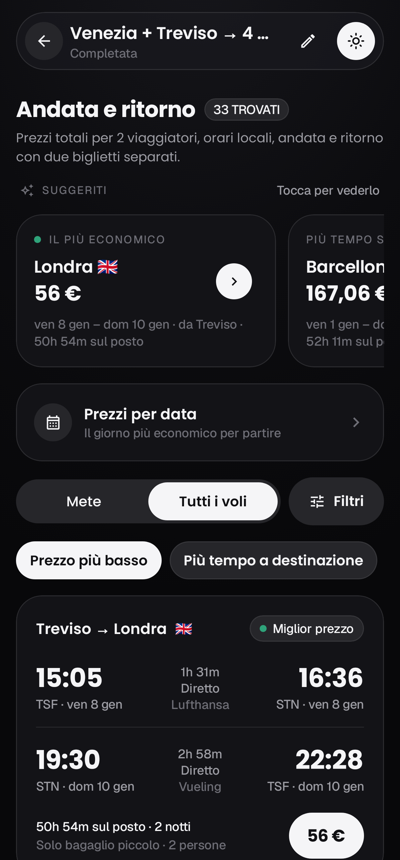 Venezia + Treviso → 4 ...
Completata
Andata e ritorno
33 TROVATI
Prezzi totali per 2 viaggiatori, orari locali, andata e ritorno
con due biglietti separati.
SUGGERITI
Tocca per vederlo
IL PIÙ ECONOMICO
Londra 🇬🇧
56 €
ven 8 gen – dom 10 gen · da Treviso ·
50h 54m sul posto
PIÙ TEMPO S
Barcellon
167,06 €
ven 1 gen – do
52h 11m sul po
Prezzi per data
Il giorno più economico per partire
Mete
Tutti i voli
Filtri
Prezzo più basso
Più tempo a destinazione
Treviso → Londra 🇬🇧
Miglior prezzo
15:05
1h 31m
16:36
Diretto
TSF · ven 8 gen
Lufthansa
STN · ven 8 gen
19:30
2h 58m
22:28
Diretto
STN · dom 10 gen
Vueling
TSF · dom 10 gen
50h 54m sul posto · 2 notti
Solo bagaglio piccolo · 2 persone
56 €